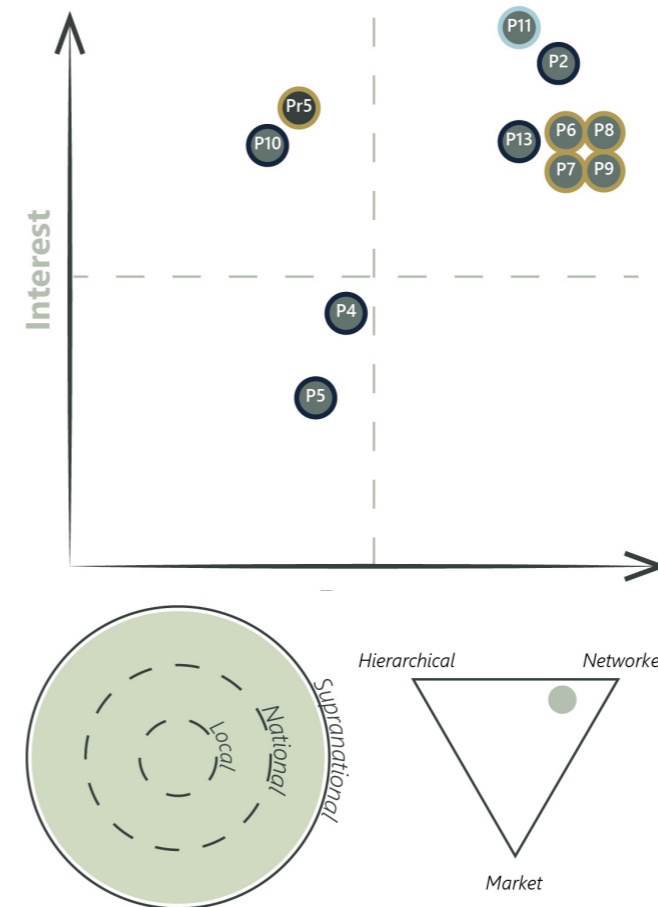 P11
P2
Pr5
P10
P13
P6
P8
P7
P9
Interest
P4
P5
Hierarchical
Networke
Supranational
National
Local
Market